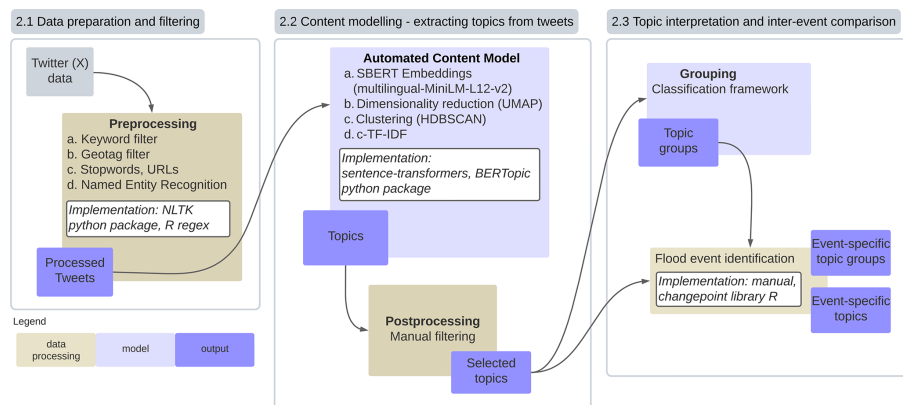 2.1 Data preparation and filtering
Twitter (X)
data
Preprocessing
a. Keyword filter
b. Geotag filter
c. Stopwords, URLs
d. Named Entity Recognition
Implementation: NLTK
python package, R regex
Processed
Tweets
Legend
data
processing
model
output
2.2 Content modelling - extracting topics from tweets
Automated Content Model
a. SBERT Embeddings
(multilingual-MiniLM-L12-v2)
b. Dimensionality reduction (UMAP)
c. Clustering (HDBSCAN)
d. c-TF-IDF
Implementation:
sentence-transformers, BERTopic
python package
Topics
Postprocessing
Manual filtering
Selected
topics
2.3 Topic interpretation and inter-event comparison
Grouping
Classification framework
Topic
groups
Flood event identification
Implementation: manual,
changepoint library R
Event-specific
topic groups
Event-specific
topics